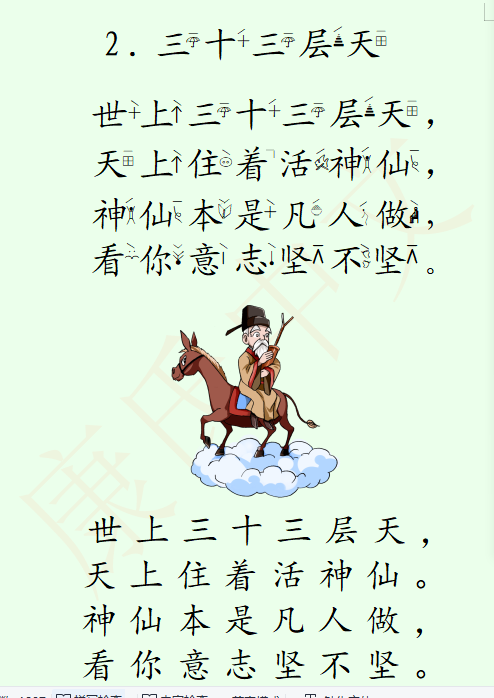 2. 三十三层天
世上三十三层天，
天上住着活神仙，
神仙本是凡人做，
看你意志坚不坚。
世上三十三层天，
天上住着活神仙。
神仙本是凡人做，
看你意志坚不坚。